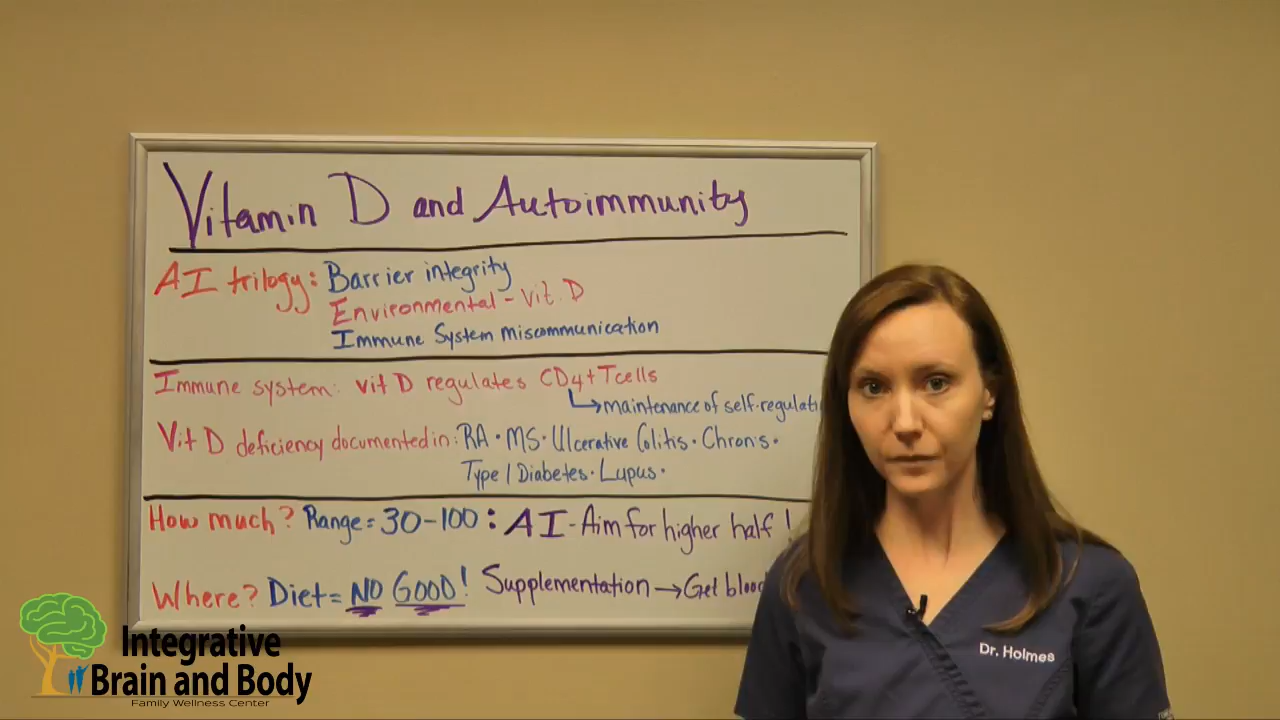 Vitamin D and Autoimmunity
AI trilogy: Barrier integrity
Environmental - Vit. D
Immune System miscommunication
Immune system: vit D regulates CD4+ Tcells
↳ maintenance of self-regulati
Vit D deficiency documented in: RA · MS · Ulcerative Colitis · Chron's ·
Type 1 Diabetes · Lupus ·
How much? Range = 30-100 : AI - Aim for higher half!
Where? Diet = NO GOOD! Supplementation → Get blood
Dr. Holmes
Integrative
Brain and Body
Family Wellness Center